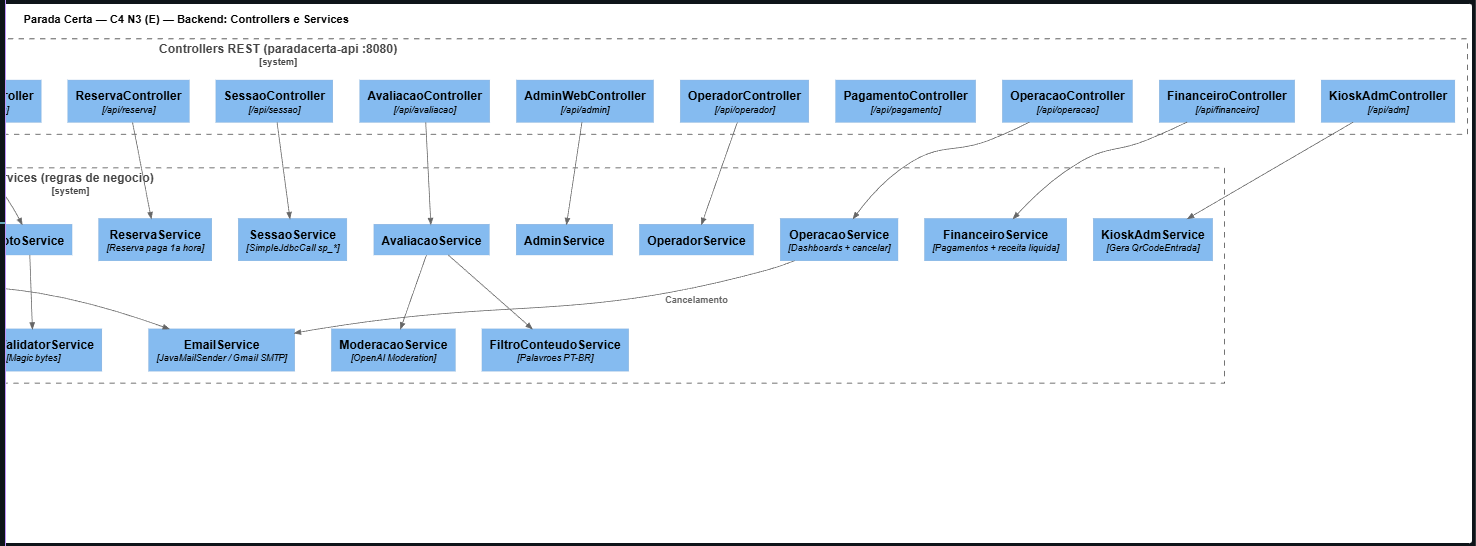 Parada Certa — C4 N3 (E) — Backend: Controllers e Services
Controllers REST (paradacerta-api :8080)
[system]
roller
]
ReservaController
[/api/reserva]
SessaoController
[/api/sessao]
AvaliacaoController
[/api/avaliacao]
AdminWebController
[/api/admin]
OperadorController
[/api/operador]
PagamentoController
[/api/pagamento]
OperacaoController
[/api/operacao]
FinanceiroController
[/api/financeiro]
KioskAdmController
[/api/adm]
rvices (regras de negocio)
[system]
otoService
ReservaService
[Reserva paga 1a hora]
SessaoService
[SimpleJdbcCall sp_*]
AvaliacaoService
AdminService
OperadorService
OperacaoService
[Dashboards + cancelar]
FinanceiroService
[Pagamentos + receita liquida]
KioskAdmService
[Gera QrCodeEntrada]
Cancelamento
alidatorService
[Magic bytes]
EmailService
[JavaMailSender / Gmail SMTP]
ModeracaoService
[OpenAI Moderation]
FiltroConteudoService
[Palavroes PT-BR]